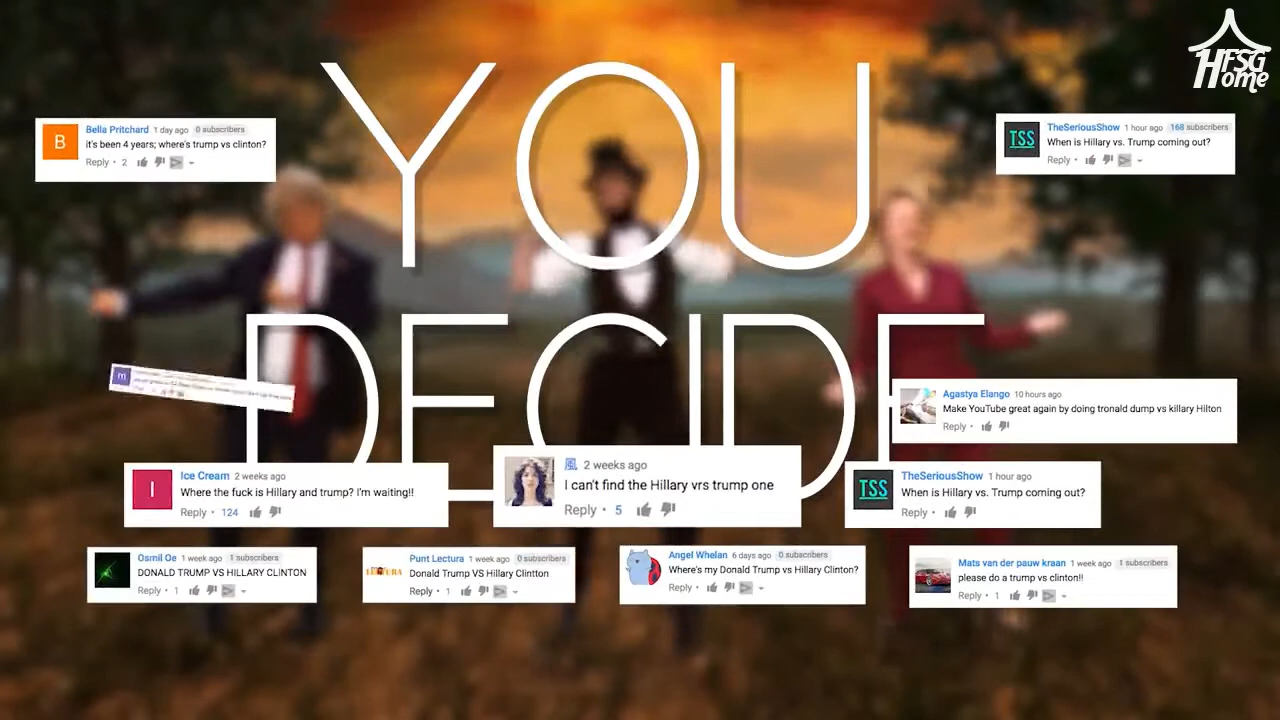 YOU
DECIDE
HFSG
Home
B
Bella Pritchard 1 day ago 0 subscribers
it's been 4 years; where's trump vs clinton?
Reply • 2
TSS
TheSeriousShow 1 hour ago 168 subscribers
When is Hillary vs. Trump coming out?
Reply •
m
Agastya Elango 10 hours ago
Make YouTube great again by doing tronald dump vs killary Hilton
Reply •
I
Ice Cream 2 weeks ago
Where the fuck is Hillary and trump? I'm waiting!!
Reply • 124
風 2 weeks ago
I can't find the Hillary vrs trump one
Reply • 5
TSS
TheSeriousShow 1 hour ago
When is Hillary vs. Trump coming out?
Reply •
Osmil Oe 1 week ago 1 subscribers
DONALD TRUMP VS HILLARY CLINTON
Reply • 1
Punt Lectura 1 week ago 0 subscribers
Donald Trump VS Hillary Clintton
Reply • 1
Angel Whelan 6 days ago 0 subscribers
Where's my Donald Trump vs Hillary Clinton?
Reply •
Mats van der pauw kraan 1 week ago 1 subscribers
please do a trump vs clinton!!
Reply • 1